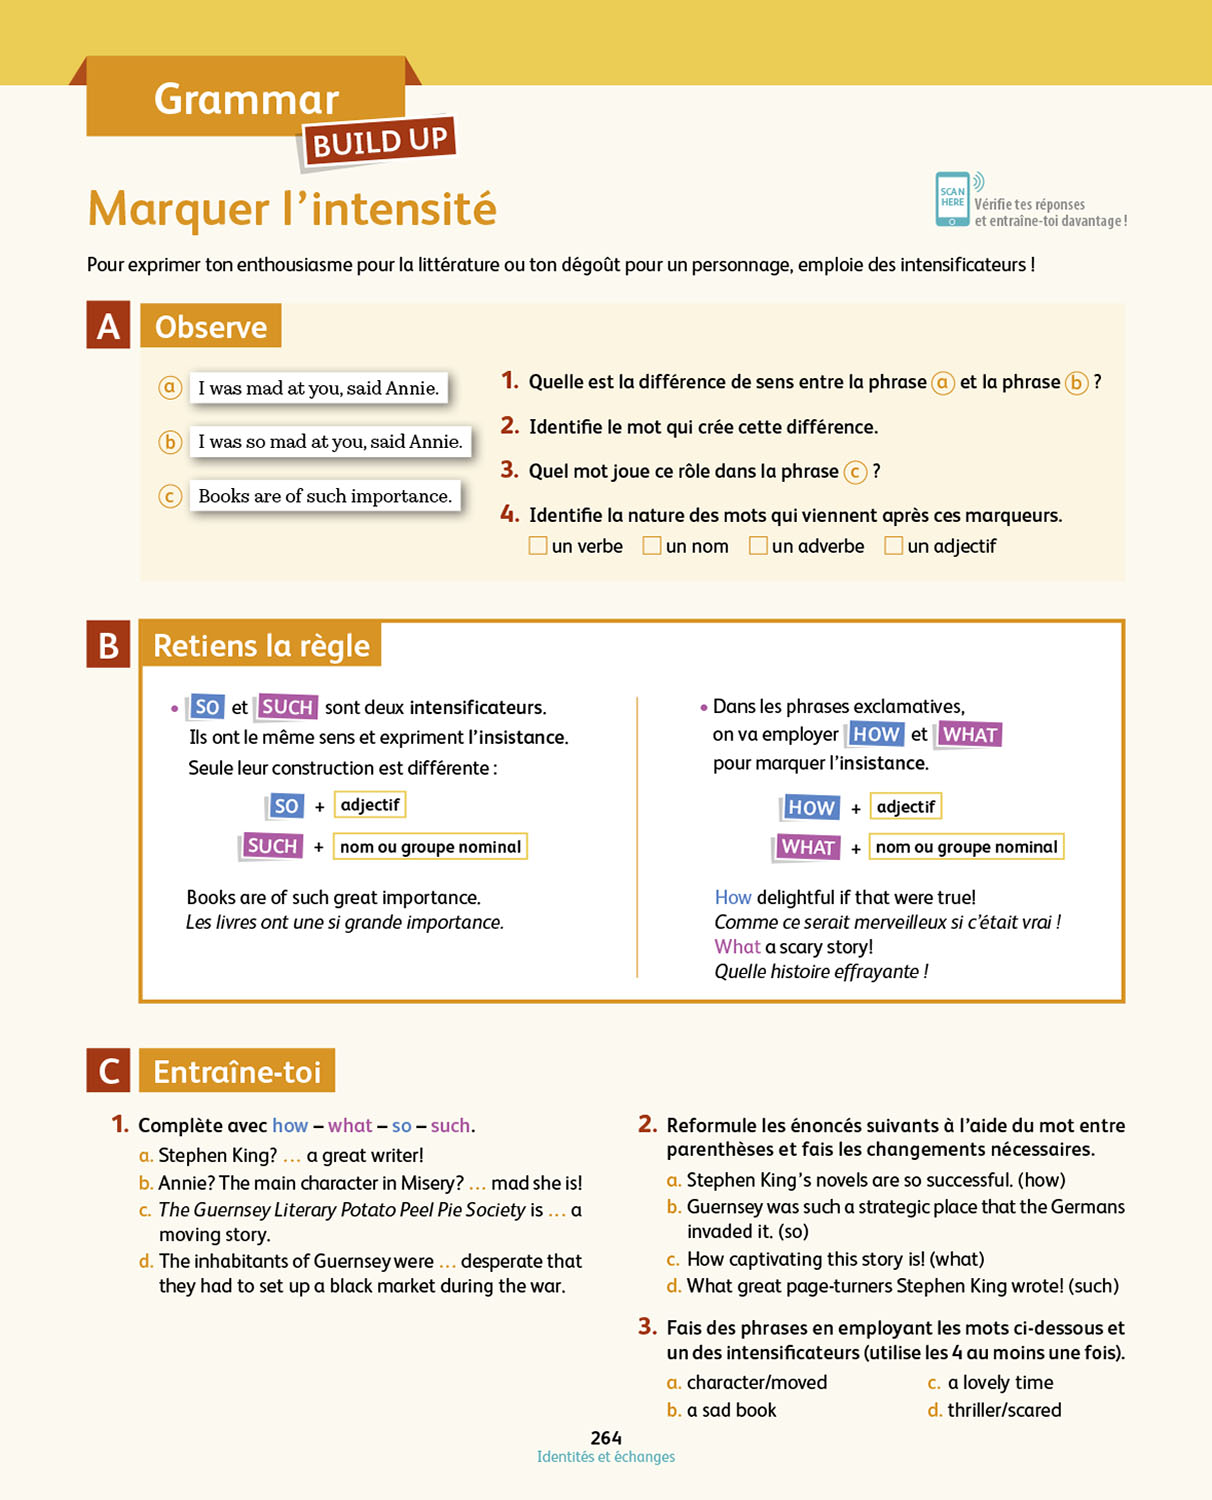 Grammar
BUILD UP
Marquer l'intensité
SCAN
HERE
Vérifie tes réponses
et entraîne-toi davantage !
Pour exprimer ton enthousiasme pour la littérature ou ton dégoût pour un personnage, emploie des intensificateurs !
A Observe
a I was mad at you, said Annie.
b I was so mad at you, said Annie.
c Books are of such importance.
1. Quelle est la différence de sens entre la phrase a et la phrase b ?
2. Identifie le mot qui crée cette différence.
3. Quel mot joue ce rôle dans la phrase c ?
4. Identifie la nature des mots qui viennent après ces marqueurs.
un verbe un nom un adverbe un adjectif
B Retiens la règle
• SO et SUCH sont deux intensificateurs.
Ils ont le même sens et expriment l'insistance.
Seule leur construction est différente :
SO + adjectif
SUCH + nom ou groupe nominal
Books are of such great importance.
Les livres ont une si grande importance.
• Dans les phrases exclamatives,
on va employer HOW et WHAT
pour marquer l'insistance.
HOW + adjectif
WHAT + nom ou groupe nominal
How delightful if that were true!
Comme ce serait merveilleux si c'était vrai !
What a scary story!
Quelle histoire effrayante !
C Entraîne-toi
1. Complète avec how – what – so – such.
a. Stephen King? ... a great writer!
b. Annie? The main character in Misery? ... mad she is!
c. The Guernsey Literary Potato Peel Pie Society is ... a
moving story.
d. The inhabitants of Guernsey were ... desperate that
they had to set up a black market during the war.
2. Reformule les énoncés suivants à l'aide du mot entre
parenthèses et fais les changements nécessaires.
a. Stephen King's novels are so successful. (how)
b. Guernsey was such a strategic place that the Germans
invaded it. (so)
c. How captivating this story is! (what)
d. What great page-turners Stephen King wrote! (such)
3. Fais des phrases en employant les mots ci-dessous et
un des intensificateurs (utilise les 4 au moins une fois).
a. character/moved
b. a sad book
c. a lovely time
d. thriller/scared
264
Identités et échanges